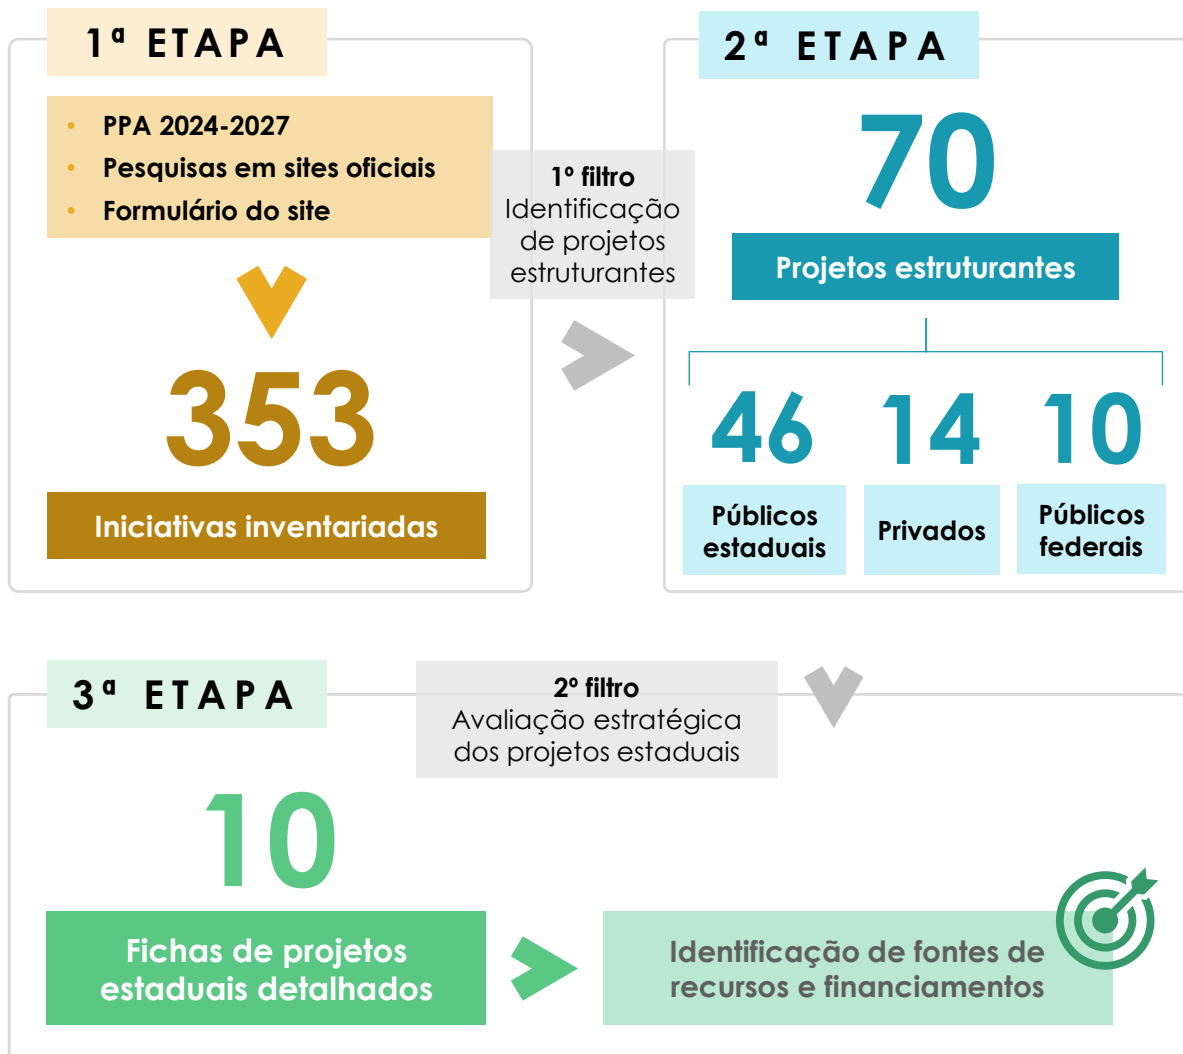 1ª ETAPA
• PPA 2024-2027
• Pesquisas em sites oficiais
• Formulário do site
353
Iniciativas inventariadas
1º filtro
Identificação
de projetos
estruturantes
2ª ETAPA
70
Projetos estruturantes
46
Públicos
estaduais
14
Privados
10
Públicos
federais
2º filtro
Avaliação estratégica
dos projetos estaduais
3ª ETAPA
10
Fichas de projetos
estaduais detalhados
Identificação de fontes de
recursos e financiamentos